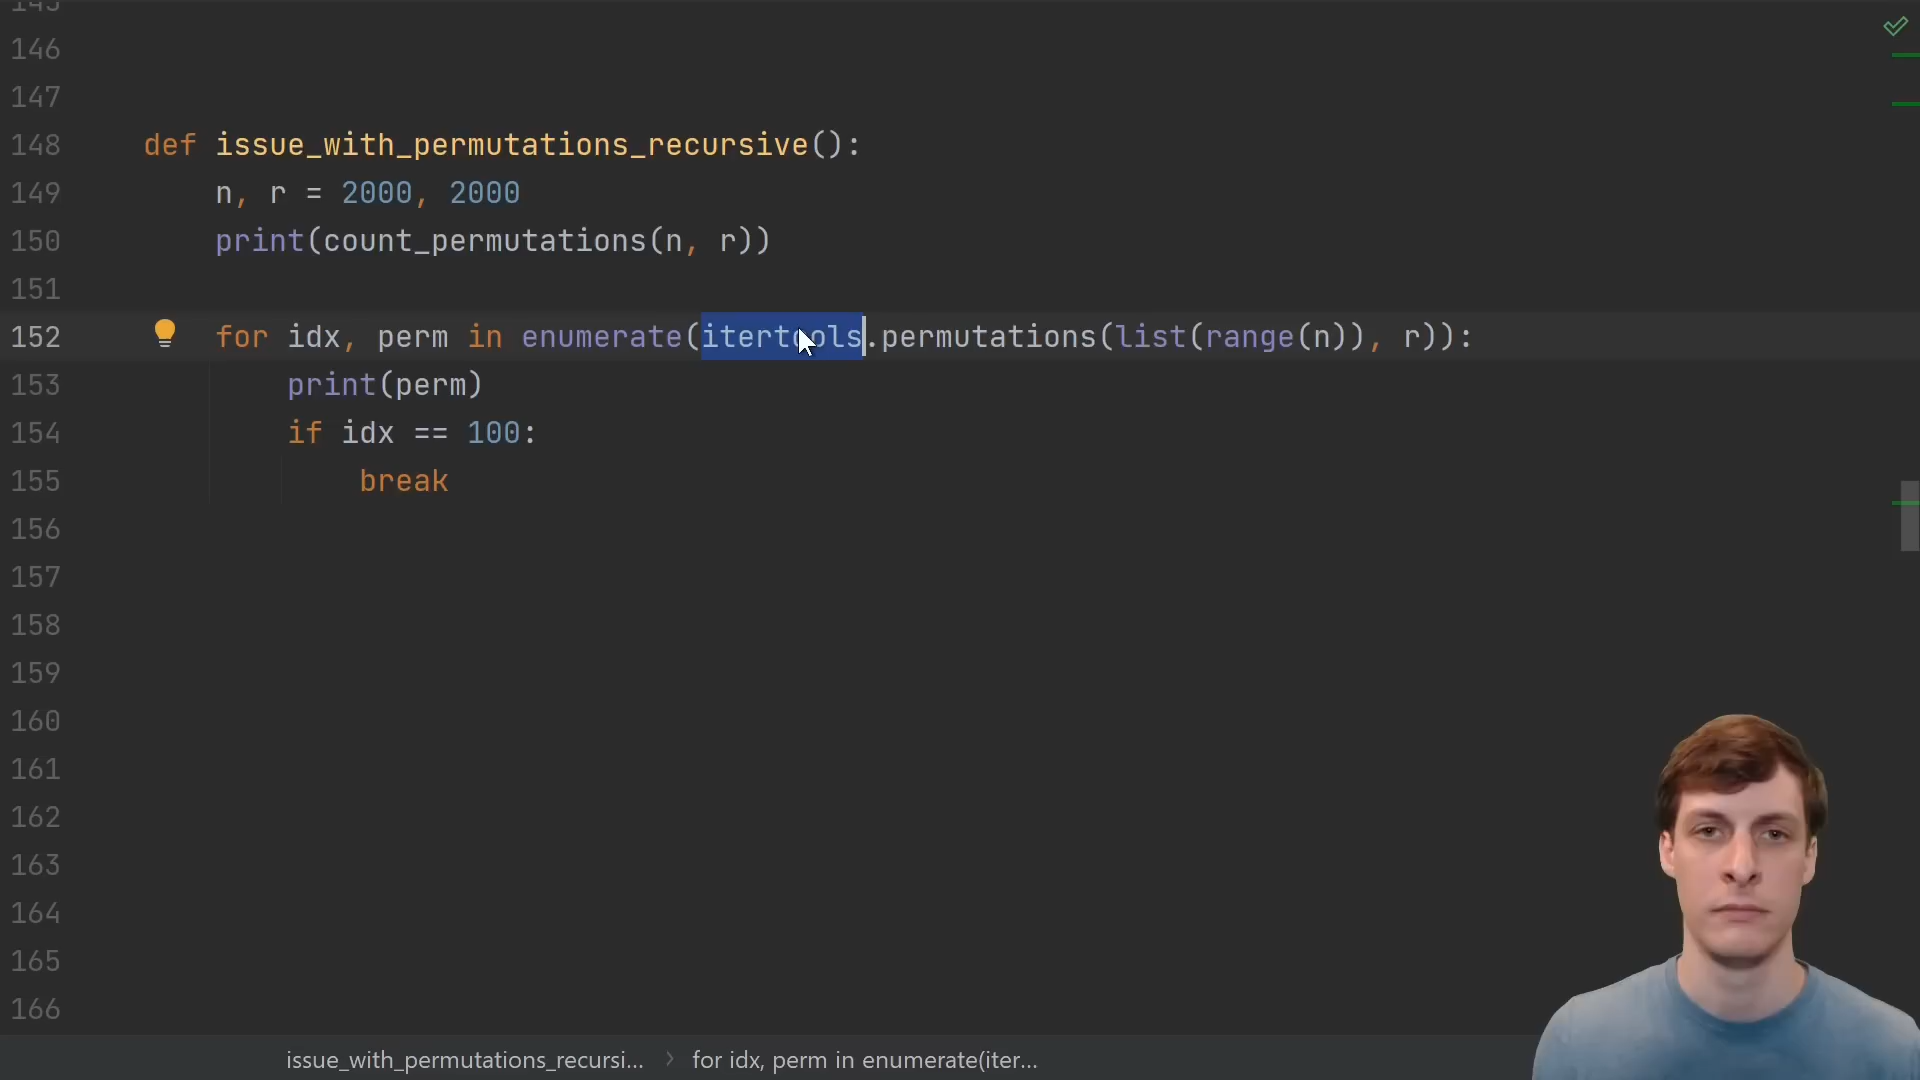 145
146
147
148 def issue_with_permutations_recursive():
149 n, r = 2000, 2000
150 print(count_permutations(n, r))
151
152 for idx, perm in enumerate(itertools.permutations(list(range(n)), r)):
153 print(perm)
154 if idx == 100:
155 break
156
157
158
159
160
161
162
163
164
165
166
issue_with_permutations_recursi... › for idx, perm in enumerate(iter...